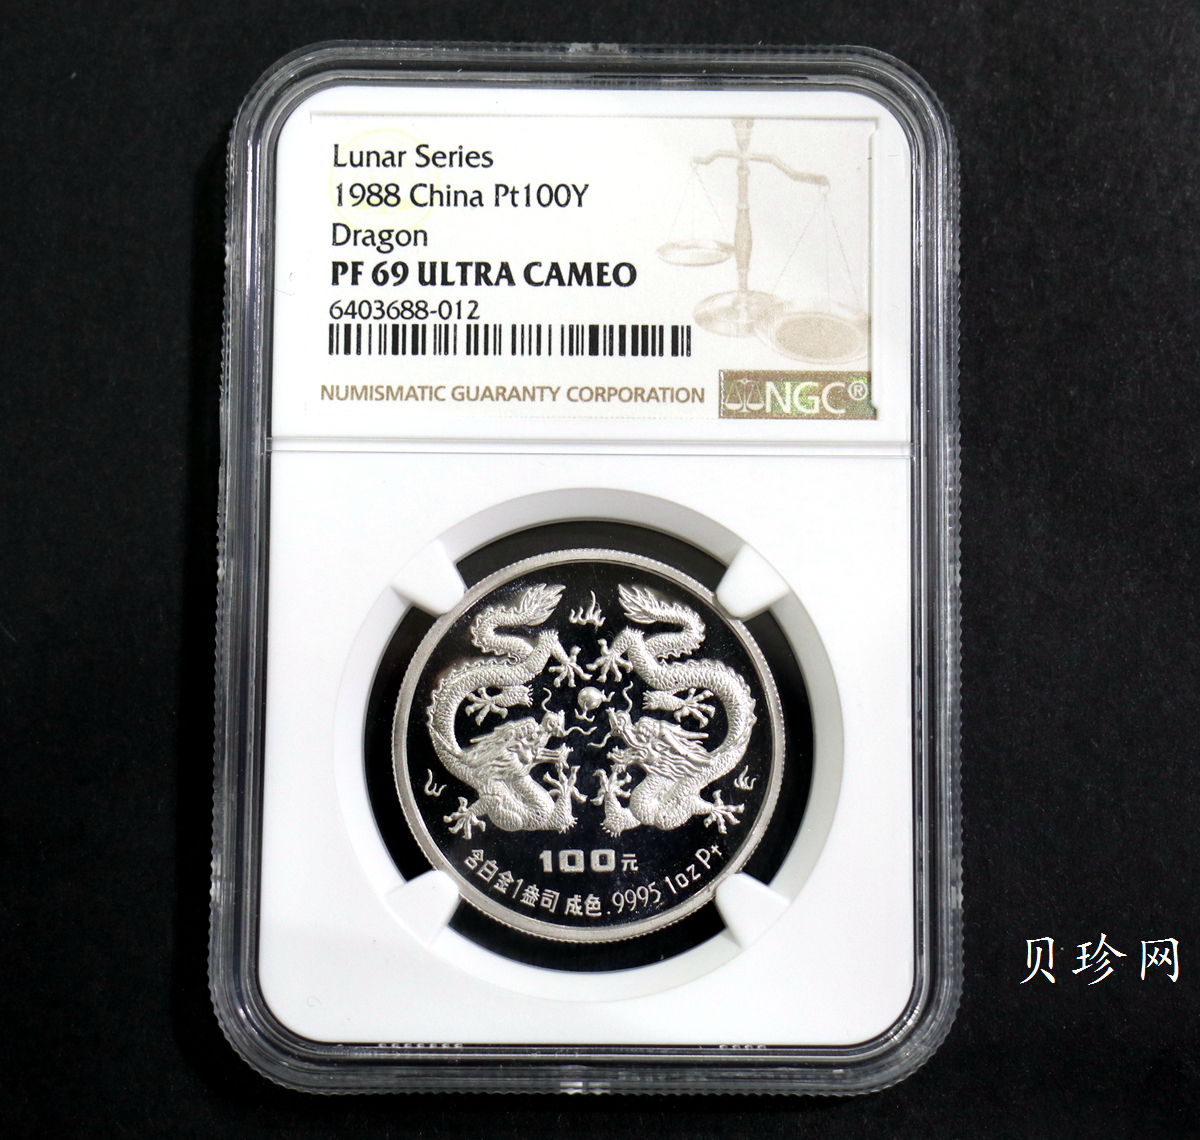 Lunar Series
1988 China Pt100Y
Dragon
PF 69 ULTRA CAMEO
6403688-012
NUMISMATIC GUARANTY CORPORATION
NGC®
100元
含白金1盎司 成色.9995 1oz Pt
贝珍网